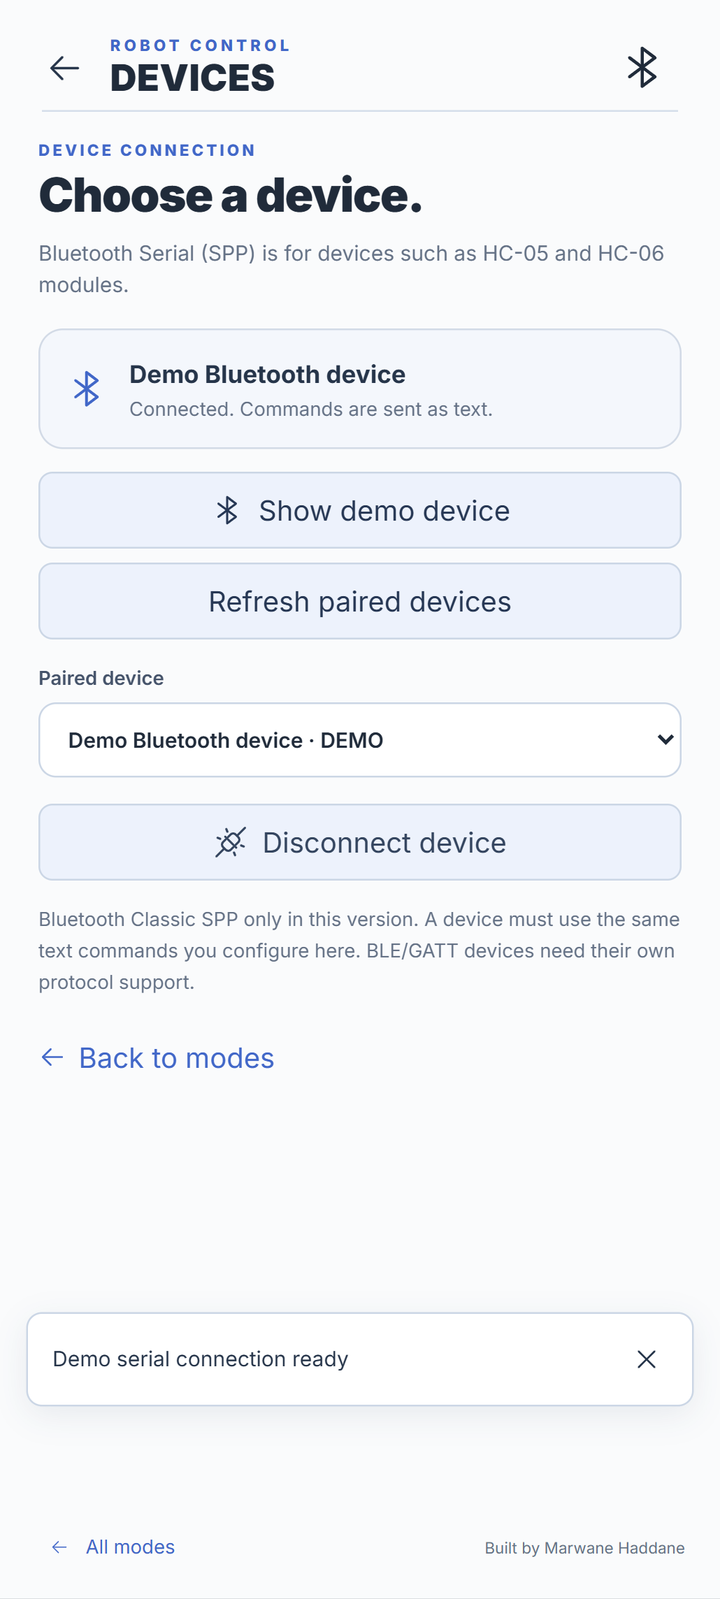 ROBOT CONTROL
DEVICES
DEVICE CONNECTION
Choose a device.
Bluetooth Serial (SPP) is for devices such as HC-05 and HC-06
modules.
Demo Bluetooth device
Connected. Commands are sent as text.
Show demo device
Refresh paired devices
Paired device
Demo Bluetooth device · DEMO
Disconnect device
Bluetooth Classic SPP only in this version. A device must use the same
text commands you configure here. BLE/GATT devices need their own
protocol support.
Back to modes
Demo serial connection ready
All modes
Built by Marwane Haddane